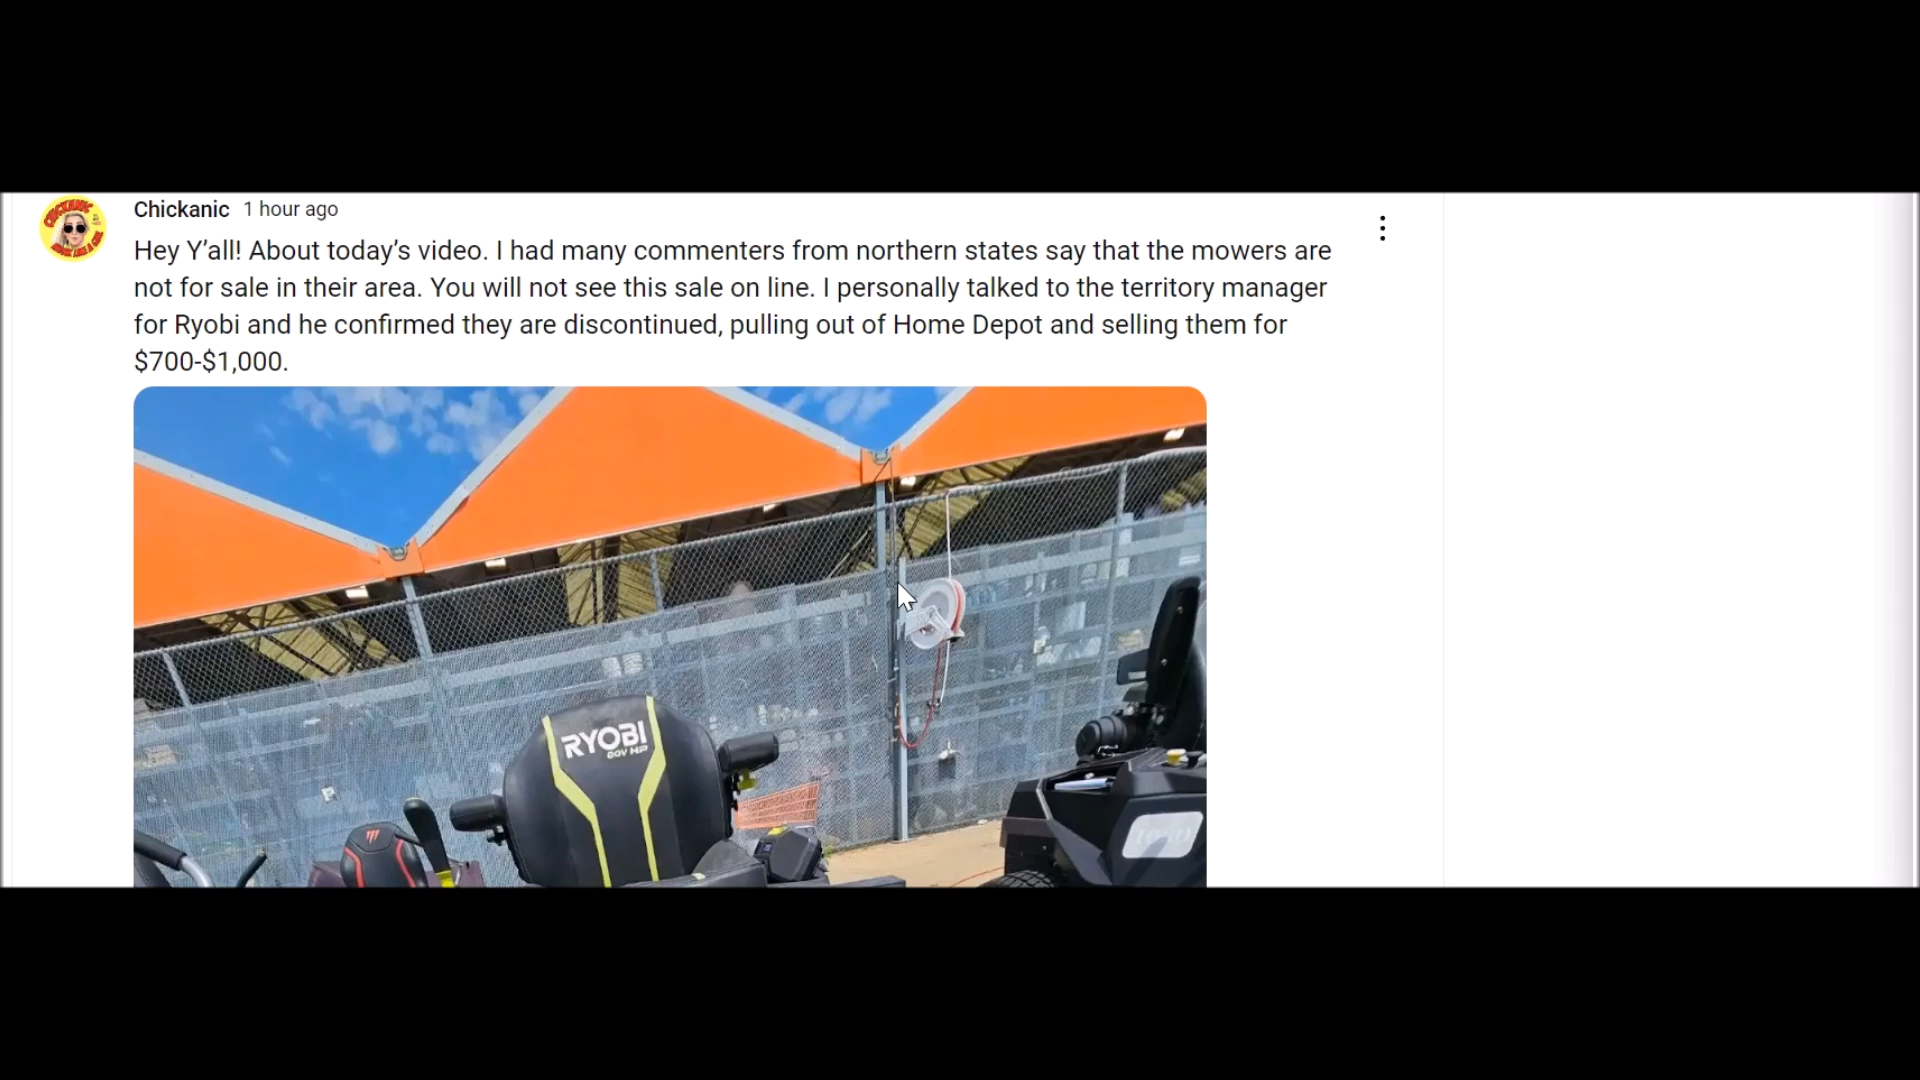 Chickanic 1 hour ago
Hey Y’all! About today’s video. I had many commenters from northern states say that the mowers are
not for sale in their area. You will not see this sale on line. I personally talked to the territory manager
for Ryobi and he confirmed they are discontinued, pulling out of Home Depot and selling them for
$700-$1,000.
RYOBI
80V HP